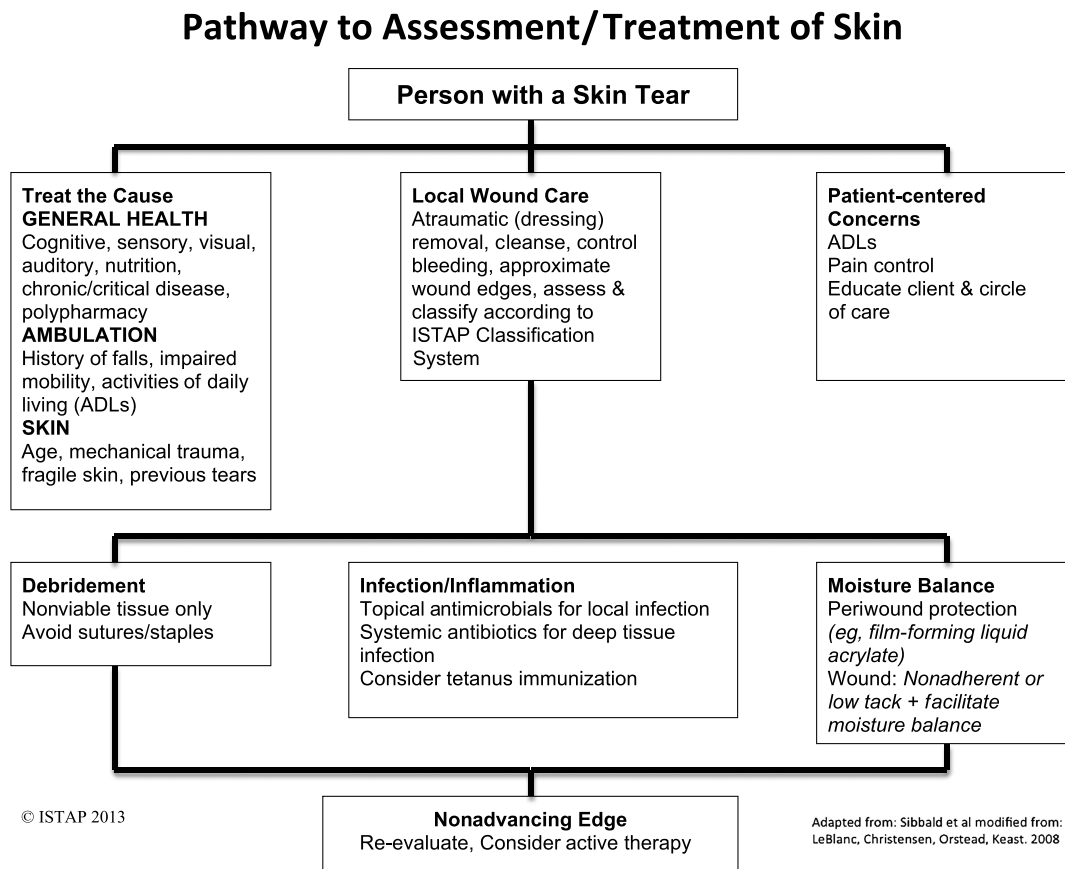 Pathway to Assessment/Treatment of Skin
Person with a Skin Tear
Treat the Cause
GENERAL HEALTH
Cognitive, sensory, visual,
auditory, nutrition,
chronic/critical disease,
polypharmacy
AMBULATION
History of falls, impaired
mobility, activities of daily
living (ADLs)
SKIN
Age, mechanical trauma,
fragile skin, previous tears
Local Wound Care
Atraumatic (dressing)
removal, cleanse, control
bleeding, approximate
wound edges, assess &
classify according to
ISTAP Classification
System
Patient-centered
Concerns
ADLs
Pain control
Educate client & circle
of care
Debridement
Nonviable tissue only
Avoid sutures/staples
Infection/Inflammation
Topical antimicrobials for local infection
Systemic antibiotics for deep tissue
infection
Consider tetanus immunization
Moisture Balance
Periwound protection
(eg, film-forming liquid
acrylate)
Wound: Nonadherent or
low tack + facilitate
moisture balance
Nonadvancing Edge
Re-evaluate, Consider active therapy
© ISTAP 2013
Adapted from: Sibbald et al modified from:
LeBlanc, Christensen, Orstead, Keast. 2008